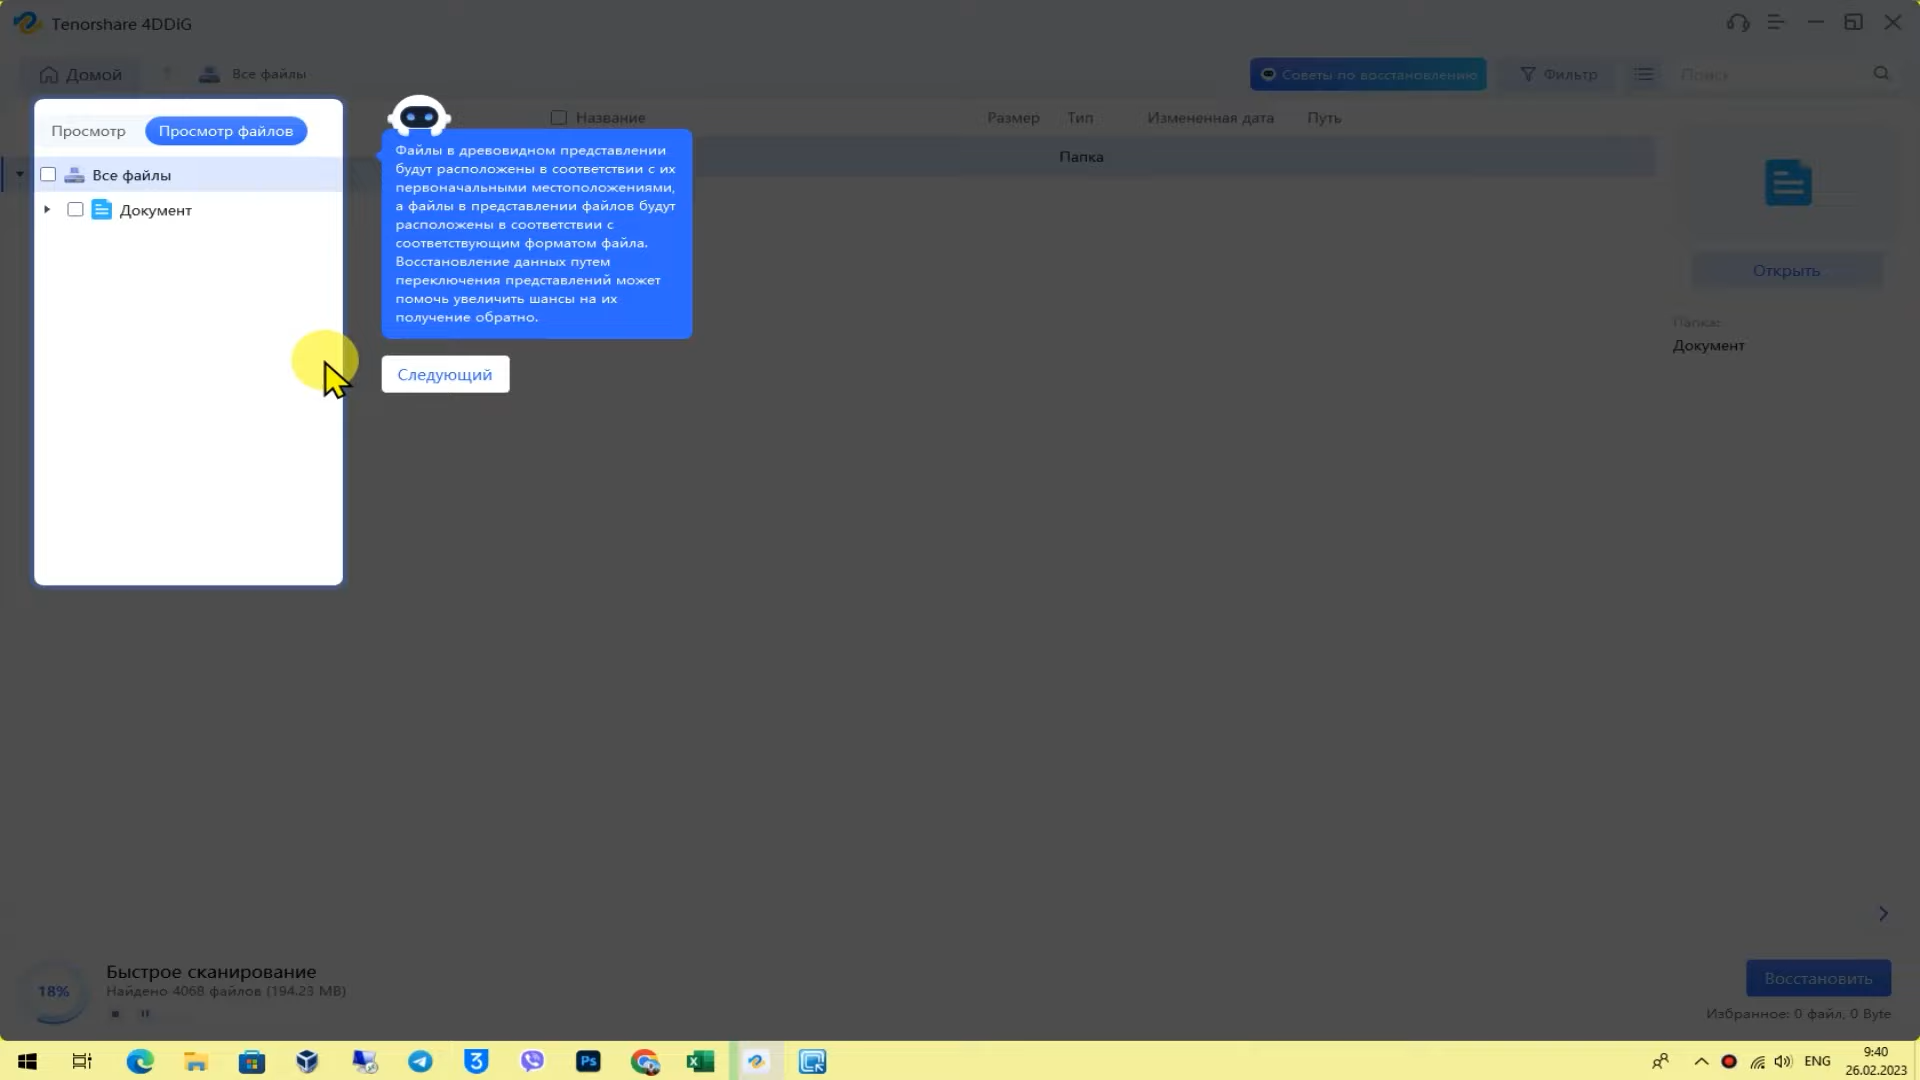 Tenorshare 4DDiG
Домой
Все файлы
Советы по восстановлению
Фильтр
Поиск
Просмотр
Просмотр файлов
Название
Размер
Тип
Измененная дата
Путь
Все файлы
Документ
Папка
Файлы в древовидном представлении
будут расположены в соответствии с их
первоначальными местоположениями,
а файлы в представлении файлов будут
расположены в соответствии с
соответствующим форматом файла.
Восстановление данных путем
переключения представлений может
помочь увеличить шансы на их
получение обратно.
Следующий
Открыть
Папка:
Документ
18%
Быстрое сканирование
Найдено 4068 файлов (194.23 MB)
Восстановить
Избранное: 0 файл, 0 Byte
3
Ps
ENG
9:40
26.02.2023